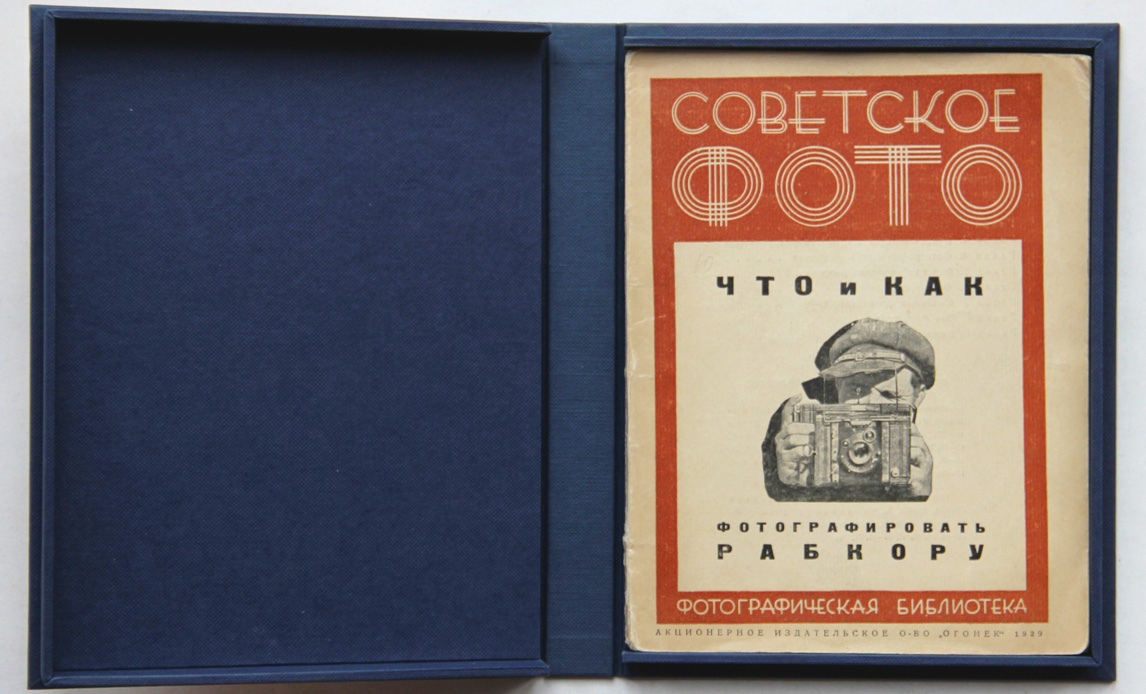 СОВЕТСКОЕ
ФОТО
ЧТО и КАК
ФОТОГРАФИРОВАТЬ
РАБКОРУ
ФОТОГРАФИЧЕСКАЯ БИБЛИОТЕКА
АКЦИОНЕРНОЕ ИЗДАТЕЛЬСКОЕ О-ВО „ОГОНЕК“ 1929